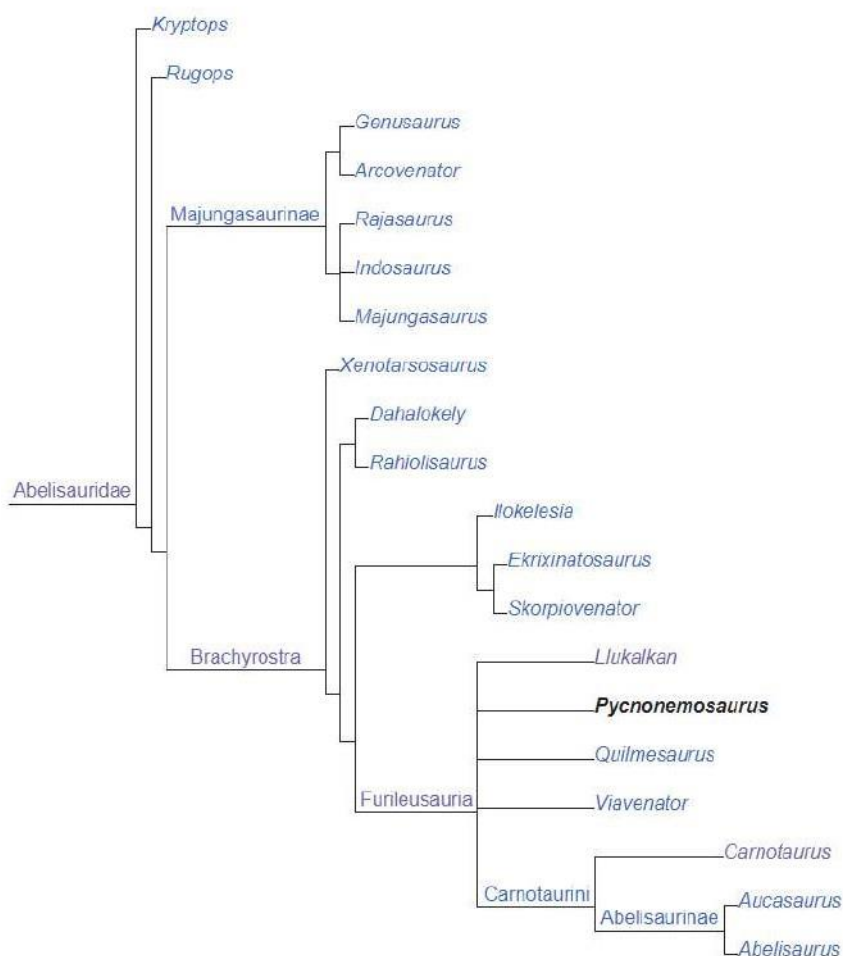 Kryptops
Rugops
Genusaurus
Arcovenator
Majungasaurinae
Rajasaurus
Indosaurus
Majungasaurus
Xenotarsosaurus
Dahalokely
Rahiolisaurus
Abelisauridae
Ilokelesia
Ekrixinatosaurus
Skorpiovenator
Brachyrostra
Llukalkan
Pycnonemosaurus
Quilmesaurus
Furileusauria
Viavenator
Carnotaurus
Carnotaurini
Aucasaurus
Abelisaurinae
Abelisaurus